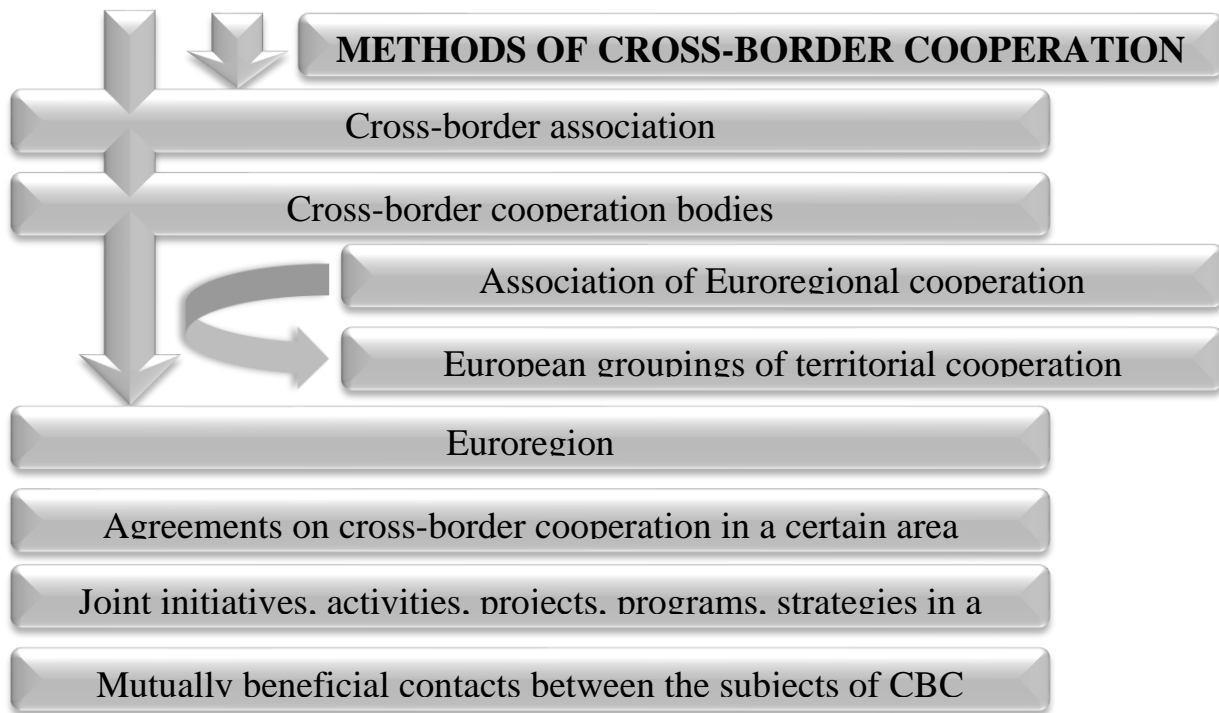 METHODS OF CROSS-BORDER COOPERATION
Cross-border association
Cross-border cooperation bodies
Association of Euroregional cooperation
European groupings of territorial cooperation
Euroregion
Agreements on cross-border cooperation in a certain area
Joint initiatives, activities, projects, programs, strategies in a
Mutually beneficial contacts between the subjects of CBC